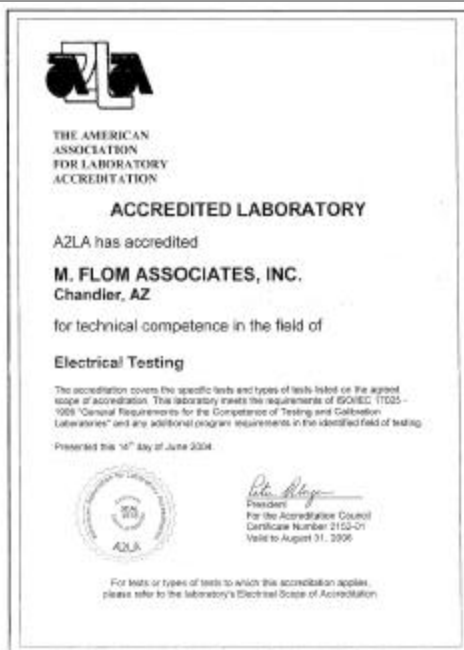 A2LA
THE AMERICAN
ASSOCIATION
FOR LABORATORY
ACCREDITATION
ACCREDITED LABORATORY
A2LA has accredited
M. FLOM ASSOCIATES, INC.
Chandler, AZ
for technical competence in the field of
Electrical Testing
The accreditation covers the specific tests and types of tests listed on the agreed
scope of accreditation. This laboratory meets the requirements of ISO/IEC 17025 -
1999 "General Requirements for the Competence of Testing and Calibration
Laboratories" and any additional program requirements in the identified field of testing.
Presented this 14th day of June 2004.
President
For the Accreditation Council
Certificate Number 2152-01
Valid to August 31, 2006
SEAL
A2LA
For tests or types of tests to which this accreditation applies,
please refer to the laboratory's Electrical Scope of Accreditation